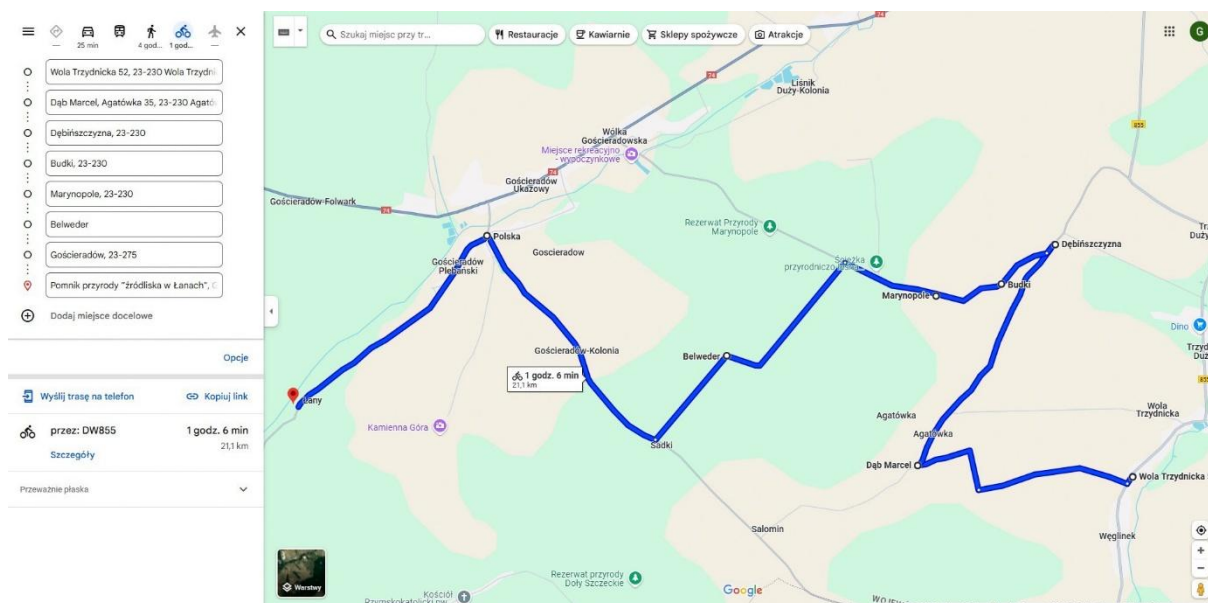 25 min
4 god...
1 god...
Wola Trzydnicka 52, 23-230 Wola Trzydni
Dąb Marcel, Agatówka 35, 23-230 Agató
Dębińszczyzna, 23-230
Budki, 23-230
Marynopole, 23-230
Belweder
Gościeradów, 23-275
Pomnik przyrody "źródliska w Łanach", G
Dodaj miejsce docelowe
Opcje
Wyślij trasę na telefon
Kopiuj link
przez: DW855
1 godz. 6 min
21,1 km
Szczegóły
Przeważnie płaska
Szukaj miejsc przy tr...
Restauracje
Kawiarnie
Sklepy spożywcze
Atrakcje
G
74
Liśnik
Duży-Kolonia
855
74
Wólka
Gościeradowska
Miejsce rekreacyjno
- wypoczynkowe
74
Gościeradów
Ukazowy
Gościeradów-Folwark
74
Rezerwat Przyrody
Marynopole
Polska
Gościeradów
Plebański
Goscieradow
Dębińszczyzna
Ścieżka
przyrodniczo
Budki
Marynopole
Dino
Gościeradów-Kolonia
Belweder
1 godz. 6 min
21,1 km
855
Łany
Kamienna Góra
Sadki
Agatówka
Agatówka
Wola
Trzydnicka
Dąb Marcel
Wola Trzydnicka
Salomin
Węglinek
Rezerwat przyrody
Doły Szczeckie
Warstwy
Kościół
Rzymskokatolicki pw
Google